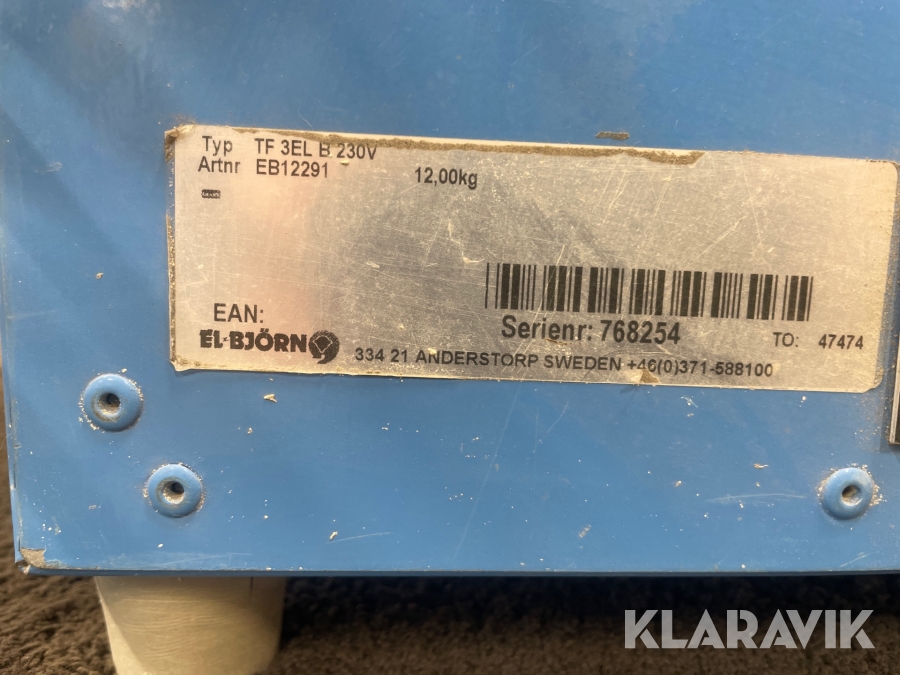 Typ TF 3EL B 230V
Artnr EB12291 12,00kg
EAN:
Serienr: 768254 TO: 47474
EL-BJÖRN
334 21 ANDERSTORP SWEDEN +46(0)371-588100
KLARAVIK